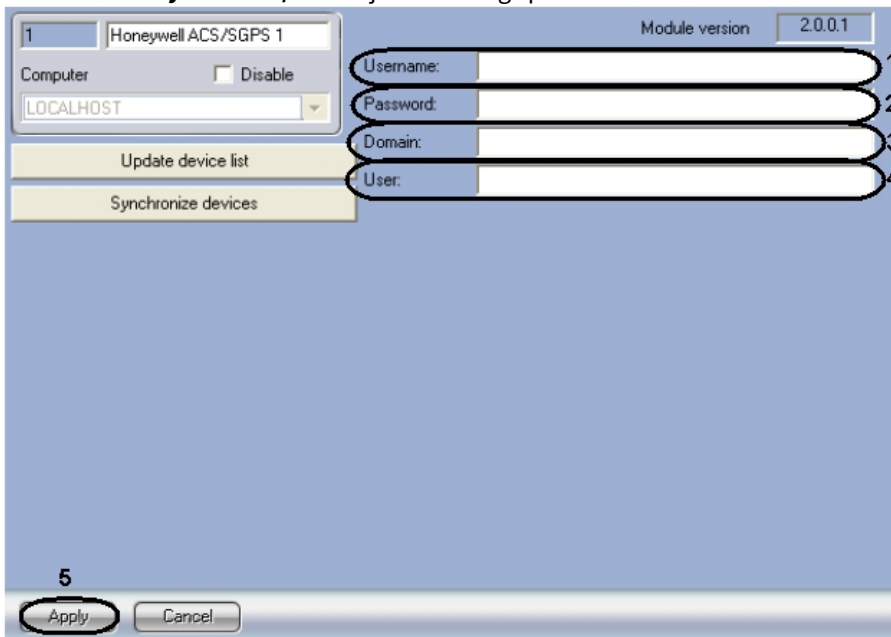 1 Honeywell ACS/SGPS 1
Module version 2.0.0.1
Computer Disable
LOCALHOST
Username: 1
Password: 2
Domain: 3
User: 4
Update device list
Synchronize devices
5
Apply Cancel